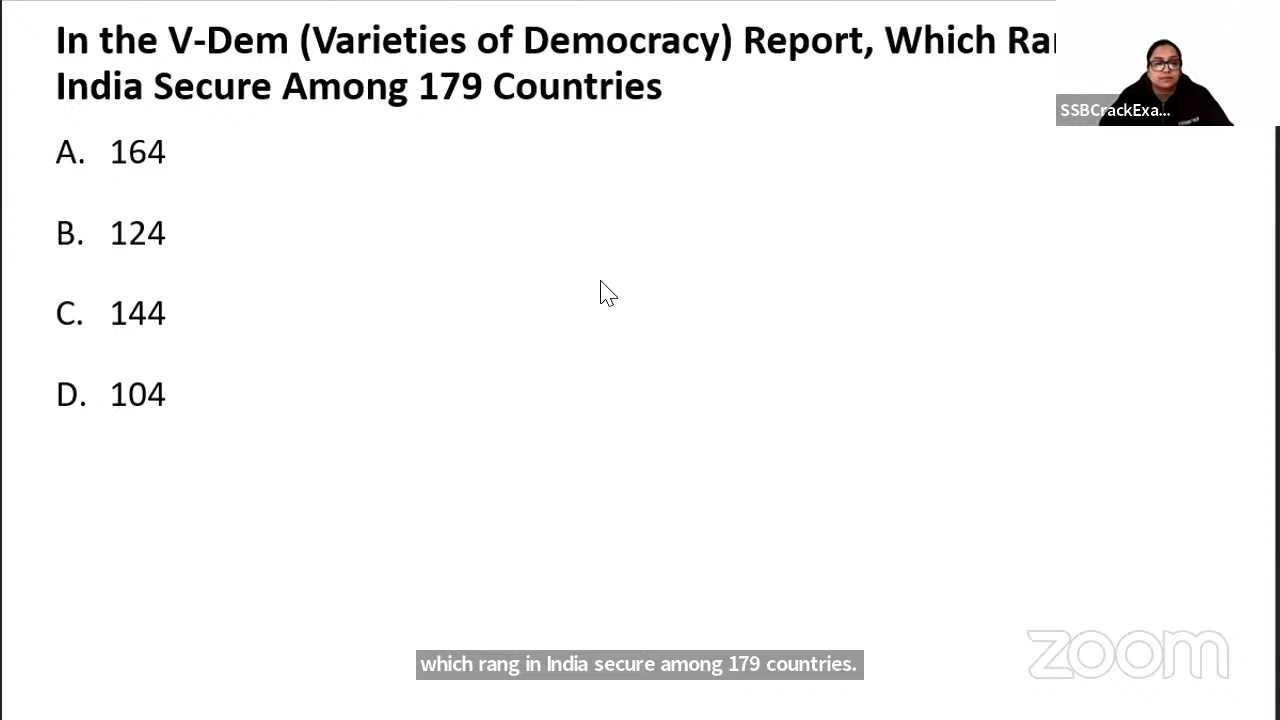 In the V-Dem (Varieties of Democracy) Report, Which
India Secure Among 179 Countries
SSBCrackExa...
A. 164
B. 124
C. 144
D. 104
which rang in India secure among 179 countries.
zoom